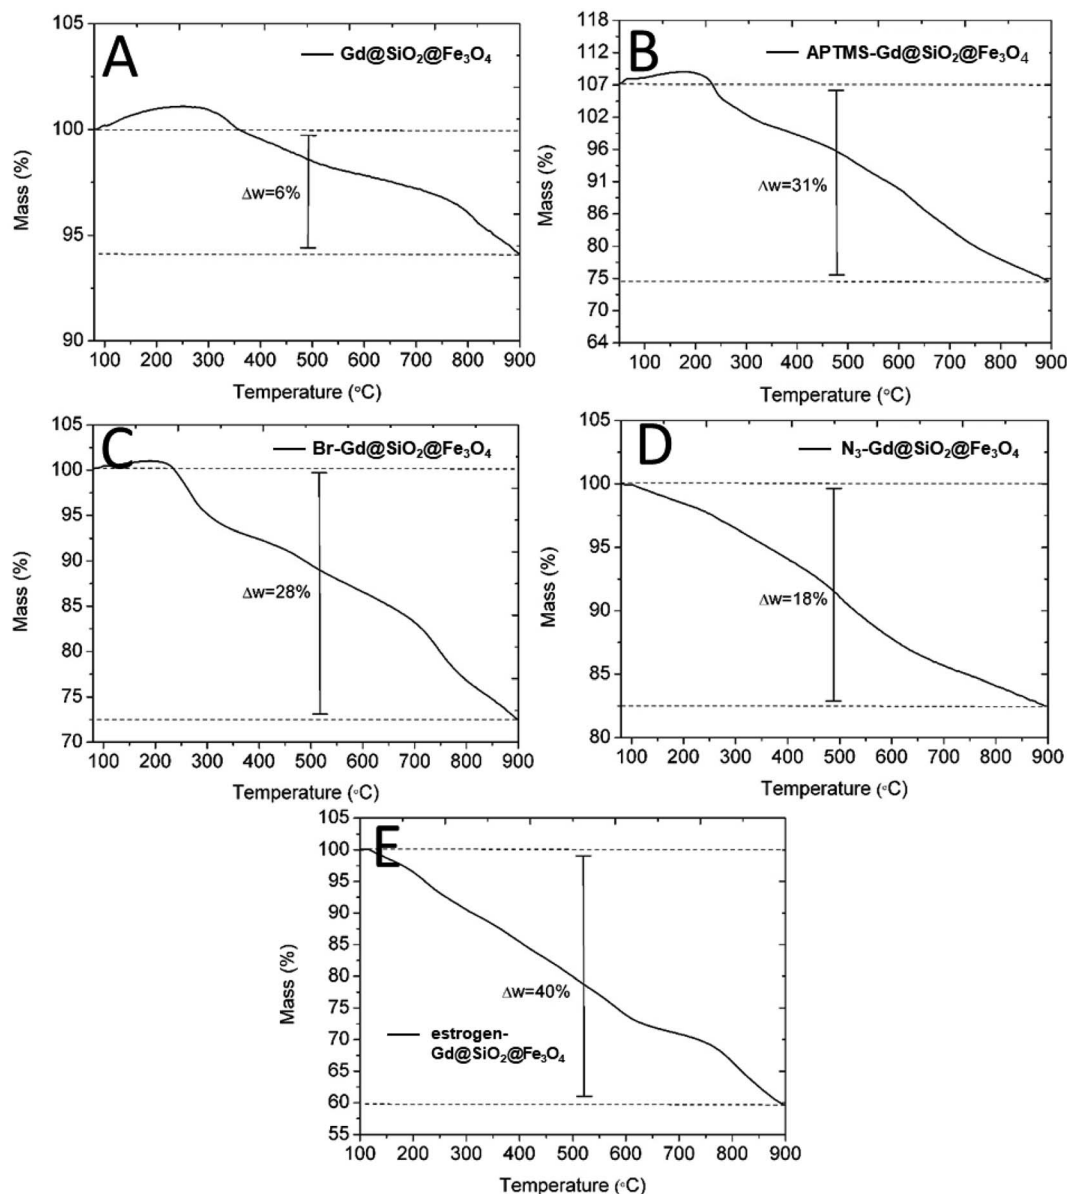 A
Gd@SiO₂@Fe₃O₄
105
100
95
90
Mass (%)
Δw=6%
100 200 300 400 500 600 700 800 900
Temperature (°C)
B
APTMS-Gd@SiO₂@Fe₃O₄
118
112
107
102
96
91
86
80
75
70
64
Mass (%)
Δw=31%
100 200 300 400 500 600 700 800 900
Temperature (°C)
C
Br-Gd@SiO₂@Fe₃O₄
105
100
95
90
85
80
75
70
Mass (%)
Δw=28%
100 200 300 400 500 600 700 800 900
Temperature (°C)
D
N₃-Gd@SiO₂@Fe₃O₄
105
100
95
90
85
80
Mass (%)
Δw=18%
100 200 300 400 500 600 700 800 900
Temperature (°C)
E
105
100
95
90
85
80
75
70
65
60
55
Mass (%)
Δw=40%
estrogen-
Gd@SiO₂@Fe₃O₄
100 200 300 400 500 600 700 800 900
Temperature (°C)